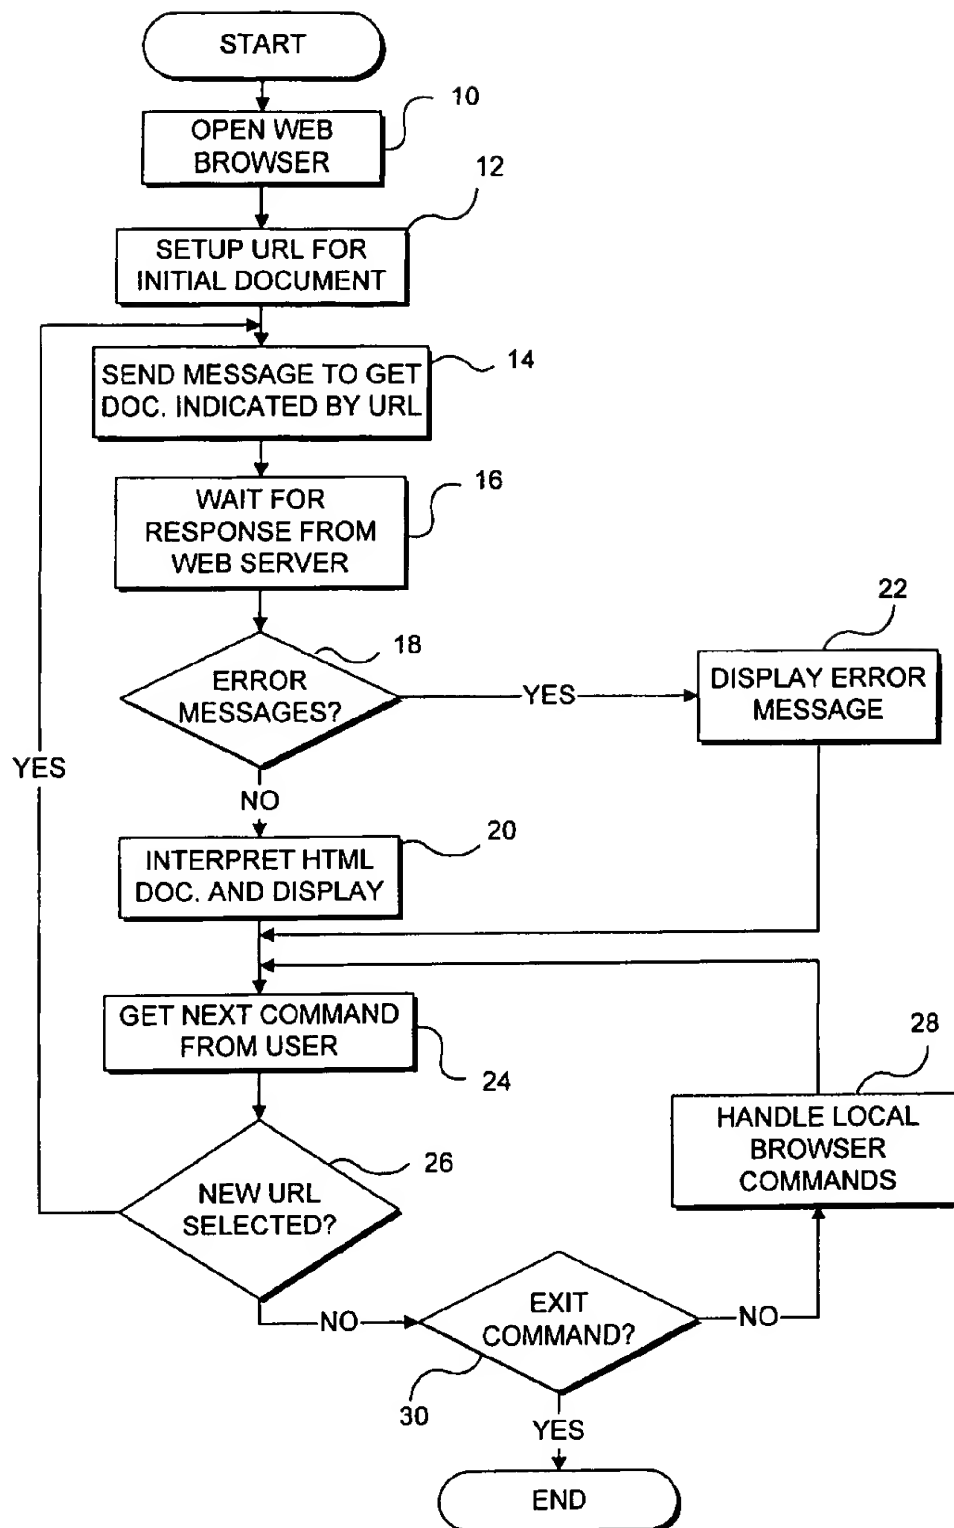 START
10
OPEN WEB
BROWSER
12
SETUP URL FOR
INITIAL DOCUMENT
14
SEND MESSAGE TO GET
DOC. INDICATED BY URL
16
WAIT FOR
RESPONSE FROM
WEB SERVER
18
ERROR
MESSAGES?
YES
22
DISPLAY ERROR
MESSAGE
YES
NO
20
INTERPRET HTML
DOC. AND DISPLAY
GET NEXT COMMAND
FROM USER
24
28
HANDLE LOCAL
BROWSER
COMMANDS
26
NEW URL
SELECTED?
NO
EXIT
COMMAND?
NO
30
YES
END